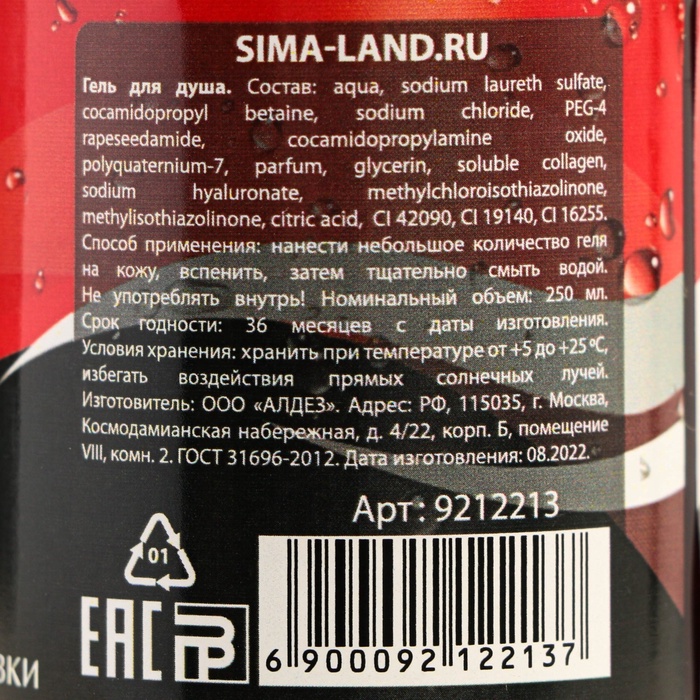 SIMA-LAND.RU
Гель для душа. Состав: aqua, sodium laureth sulfate,
cocamidopropyl betaine, sodium chloride, PEG-4
rapeseedamide, cocamidopropylamine oxide,
polyquaternium-7, parfum, glycerin, soluble collagen,
sodium hyaluronate, methylchloroisothiazolinone,
methylisothiazolinone, citric acid, CI 42090, CI 19140, CI 16255.
Способ применения: нанести небольшое количество геля
на кожу, вспенить, затем тщательно смыть водой.
Не употреблять внутрь! Номинальный объем: 250 мл.
Срок годности: 36 месяцев с даты изготовления.
Условия хранения: хранить при температуре от +5 до +25 ºС,
избегать воздействия прямых солнечных лучей.
Изготовитель: ООО «АЛДЕЗ». Адрес: РФ, 115035, г. Москва,
Космодамианская набережная, д. 4/22, корп. Б, помещение
VIII, комн. 2. ГОСТ 31696-2012. Дата изготовления: 08.2022.
Арт: 9212213
01
EAC
6 900092 122137